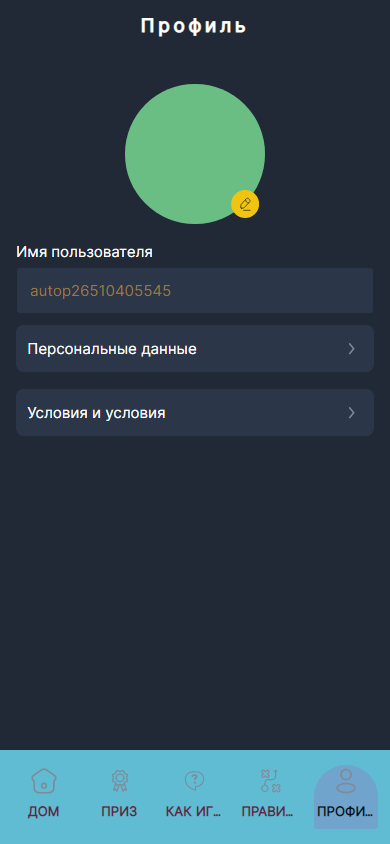 Профиль
Имя пользователя
autop26510405545
Персональные данные
Условия и условия
ДОМ
ПРИЗ
КАК ИГ...
ПРАВИ...
ПРОФИ...